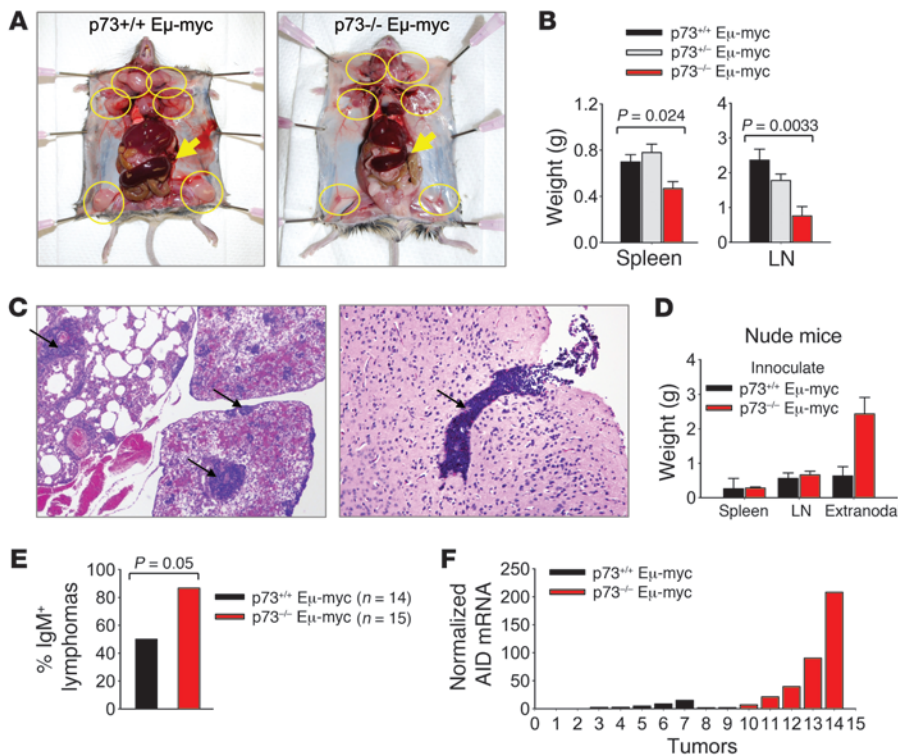 A
p73+/+ Eμ-myc
p73-/- Eμ-myc
B
p73+/+ Eμ-myc
p73+/− Eμ-myc
p73−/− Eμ-myc
P = 0.024
P = 0.0033
Weight (g)
1.2
0.8
0.4
0.0
4
3
2
1
0
Spleen
LN
C
D
Nude mice
Innoculate
p73+/+ Eμ-myc
p73−/− Eμ-myc
Weight (g)
4
3
2
1
0
Spleen LN Extranoda
E
P = 0.05
% IgM+
lymphomas
100
80
60
40
20
0
p73+/+ Eμ-myc (n = 14)
p73−/− Eμ-myc (n = 15)
F
p73+/+ Eμ-myc
p73−/− Eμ-myc
Normalized
AID mRNA
250
200
150
100
50
0
0 1 2 3 4 5 6 7 8 9 10 11 12 13 14 15
Tumors